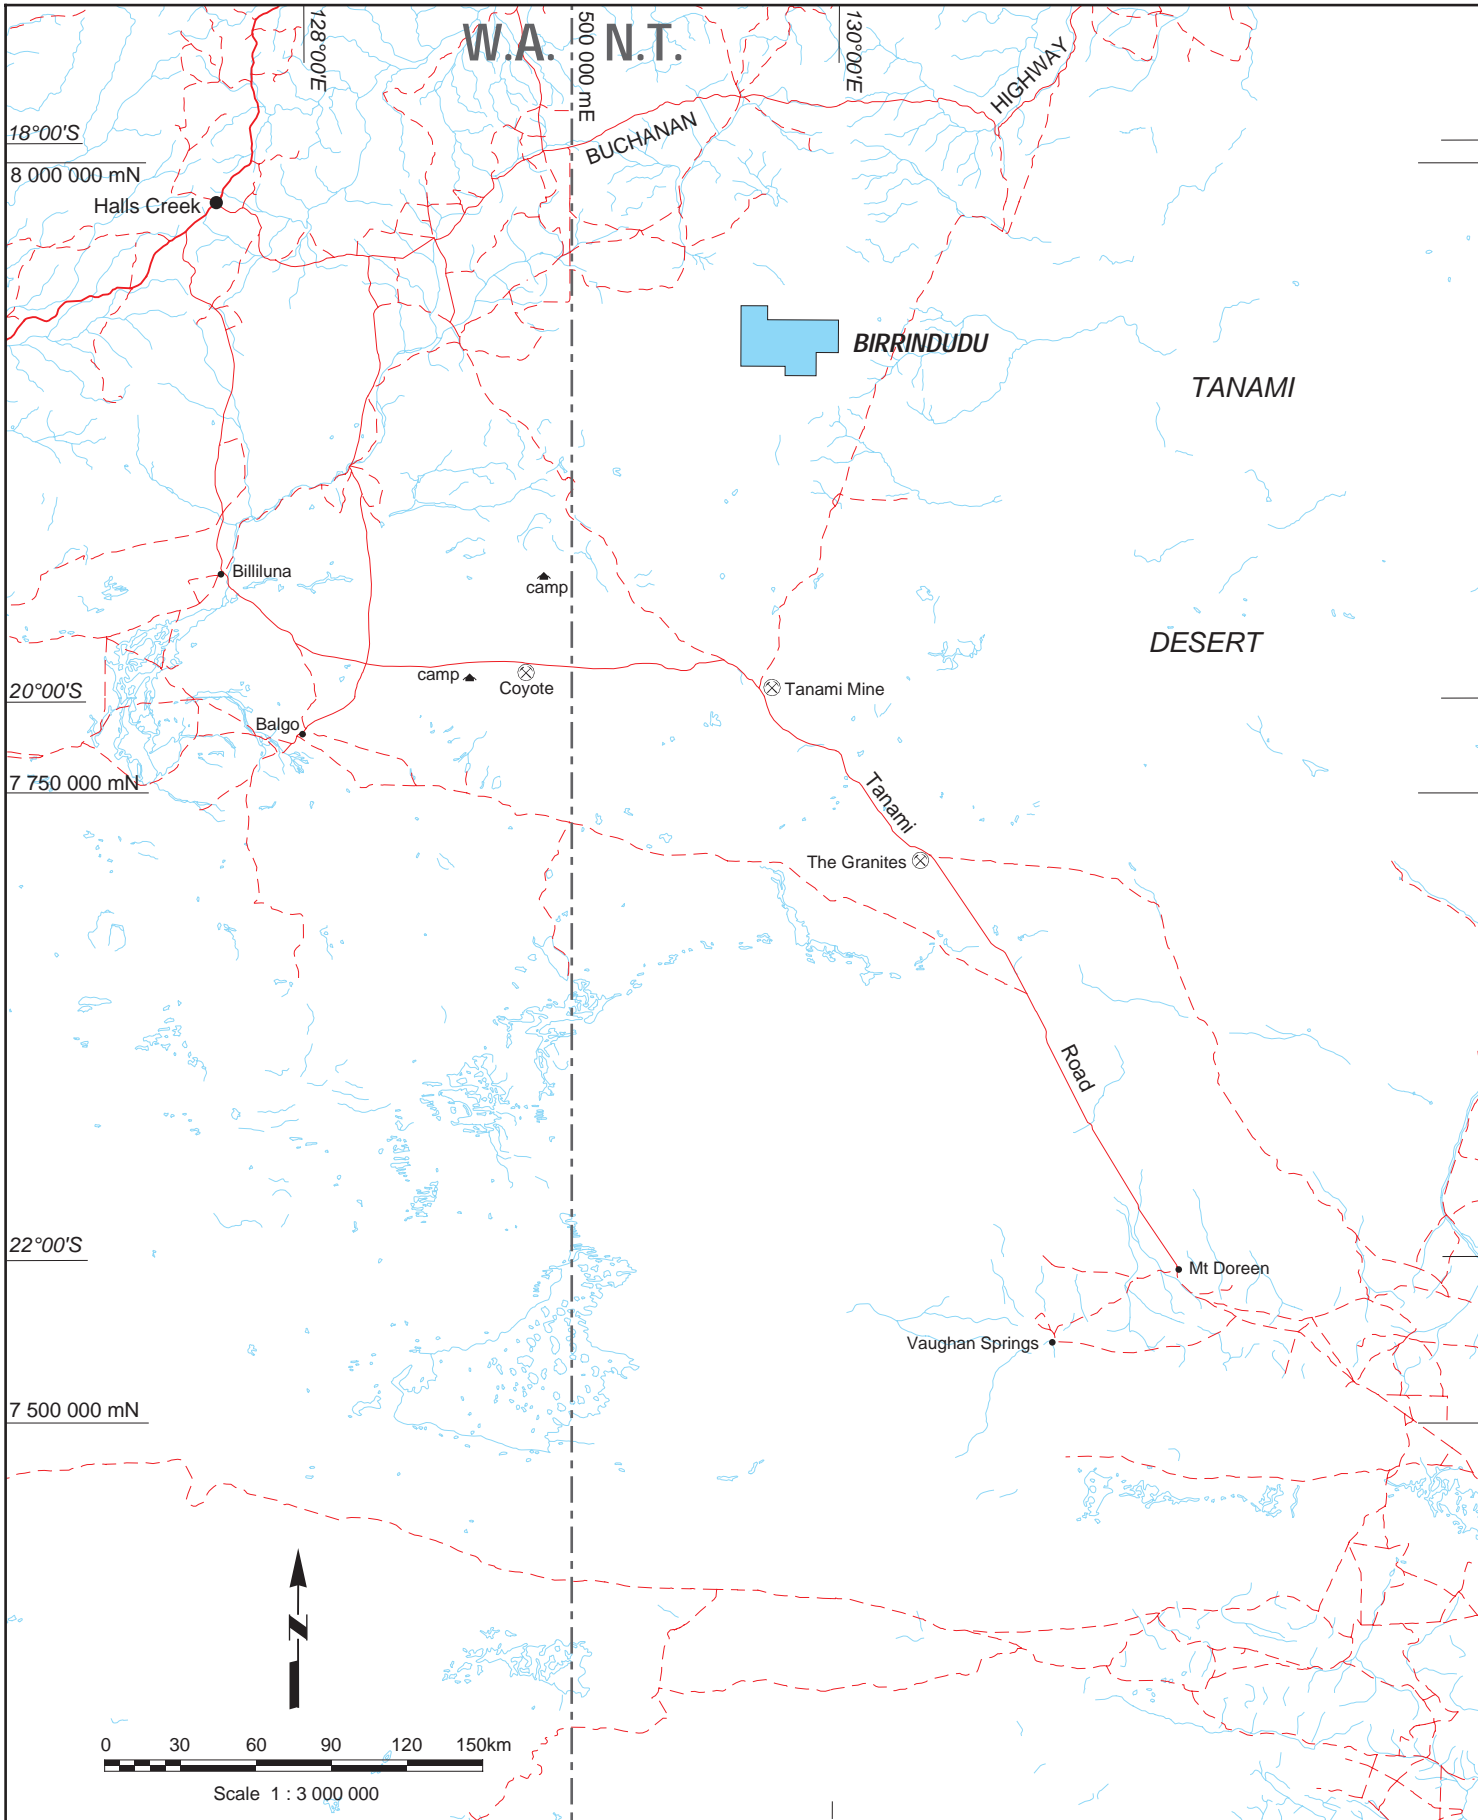 W.A. N.T.
128°00'E
500 000 mE
130°00'E
HIGHWAY
BUCHANAN
18°00'S
8 000 000 mN
Halls Creek
BIRRINDUDU
TANAMI
Billiluna
camp
DESERT
camp
Coyote
Tanami Mine
20°00'S
Balgo
7 750 000 mN
Tanami
The Granites
Road
22°00'S
Mt Doreen
Vaughan Springs
7 500 000 mN
N
0 30 60 90 120 150km
Scale 1 : 3 000 000